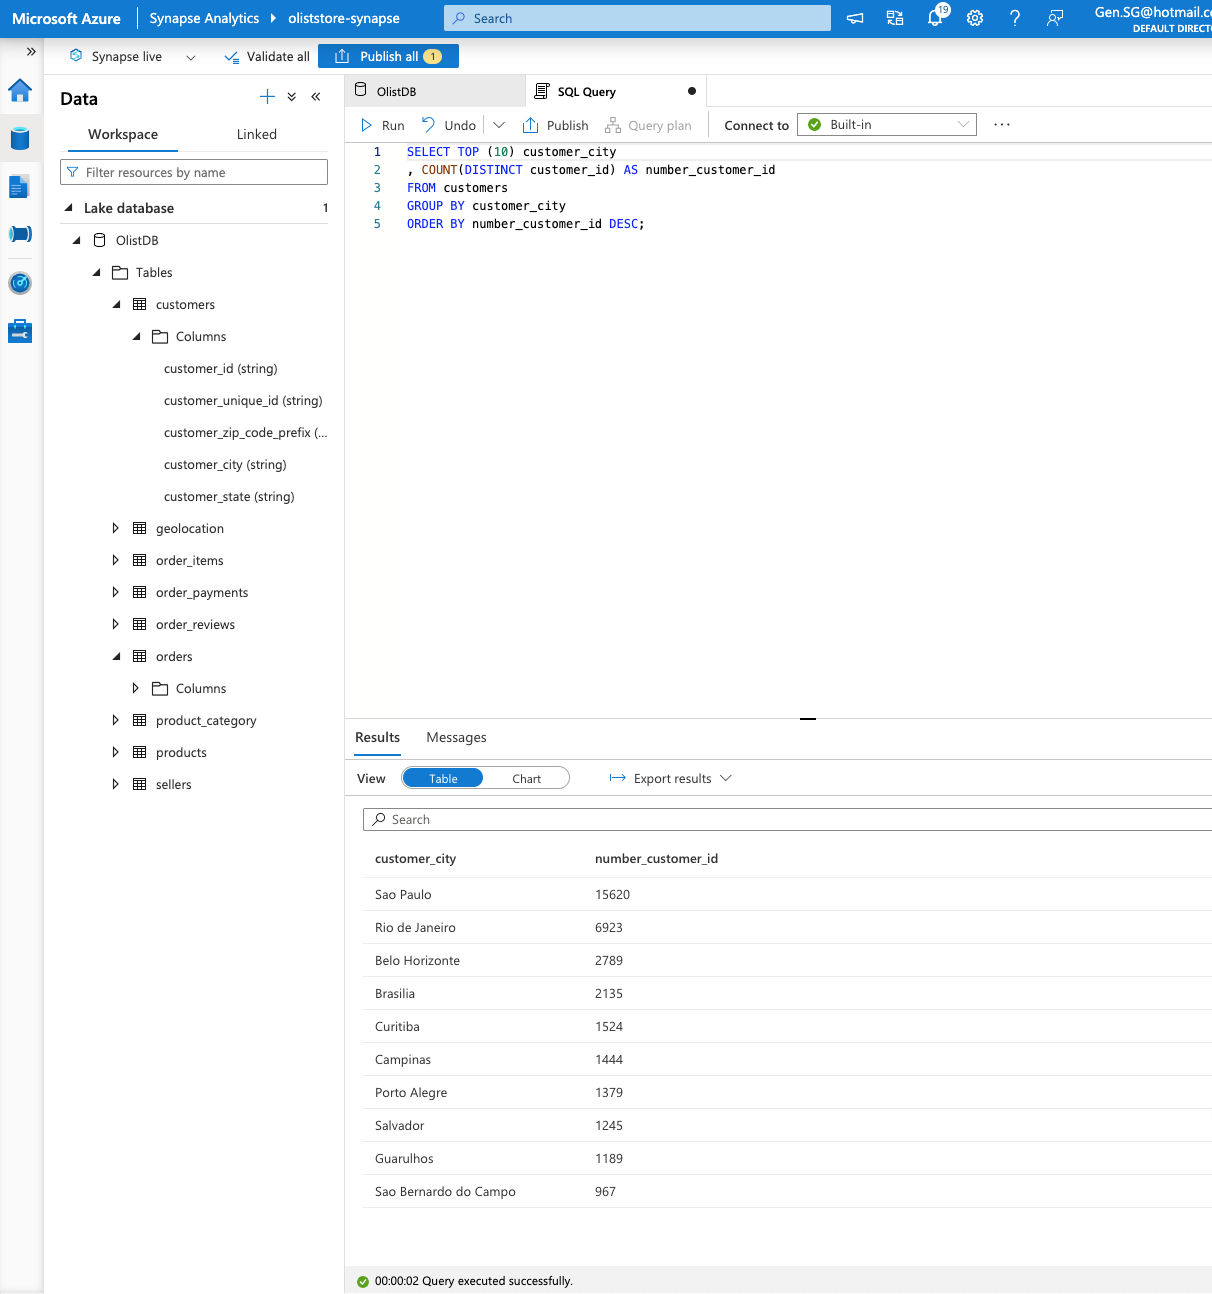 Microsoft Azure Synapse Analytics oliststore-synapse Search 19 Gen.SG@hotmail.c
DEFAULT DIRECT
Synapse live Validate all Publish all 1
Data
Workspace Linked
Filter resources by name
Lake database 1
OlistDB
Tables
customers
Columns
customer_id (string)
customer_unique_id (string)
customer_zip_code_prefix (...
customer_city (string)
customer_state (string)
geolocation
order_items
order_payments
order_reviews
orders
Columns
product_category
products
sellers
OlistDB SQL Query
Run Undo Publish Query plan Connect to Built-in ...
1 SELECT TOP (10) customer_city
2 , COUNT(DISTINCT customer_id) AS number_customer_id
3 FROM customers
4 GROUP BY customer_city
5 ORDER BY number_customer_id DESC;
Results Messages
View Table Chart Export results
Search
customer_city number_customer_id
Sao Paulo 15620
Rio de Janeiro 6923
Belo Horizonte 2789
Brasilia 2135
Curitiba 1524
Campinas 1444
Porto Alegre 1379
Salvador 1245
Guarulhos 1189
Sao Bernardo do Campo 967
00:00:02 Query executed successfully.